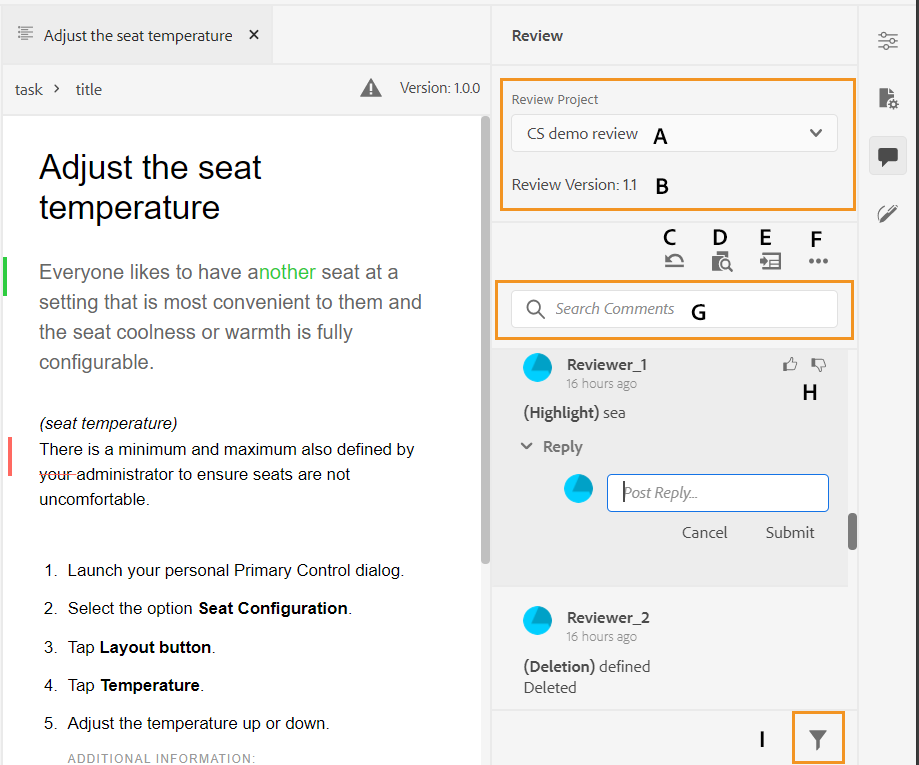 Adjust the seat temperature ×
Review
task > title
Version: 1.0.0
Adjust the seat
temperature
Everyone likes to have another seat at a
setting that is most convenient to them and
the seat coolness or warmth is fully
configurable.
(seat temperature)
There is a minimum and maximum also defined by
your administrator to ensure seats are not
uncomfortable.
1. Launch your personal Primary Control dialog.
2. Select the option Seat Configuration.
3. Tap Layout button.
4. Tap Temperature.
5. Adjust the temperature up or down.
ADDITIONAL INFORMATION:
Review Project
CS demo review A
Review Version: 1.1 B
C D E F
Search Comments G
Reviewer_1
16 hours ago
H
(Highlight) sea
Reply
Post Reply...
Cancel Submit
Reviewer_2
16 hours ago
(Deletion) defined
Deleted
I